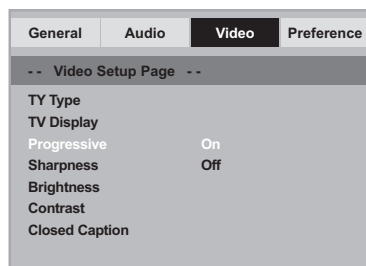 General Audio Video Preference
-- Video Setup Page --
TY Type
TV Display
Progressive On
Sharpness Off
Brightness
Contrast
Closed Caption